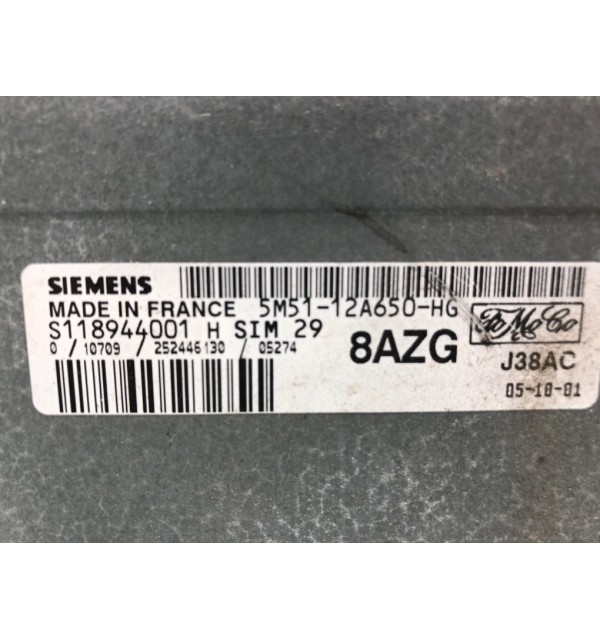 SIEMENS
MADE IN FRANCE 5M51-12A650-HG
S118944001 H SIM 29
FoMoCo
0 / 10709 / 252446130 / 05274
8AZG
J38AC
05-10-01